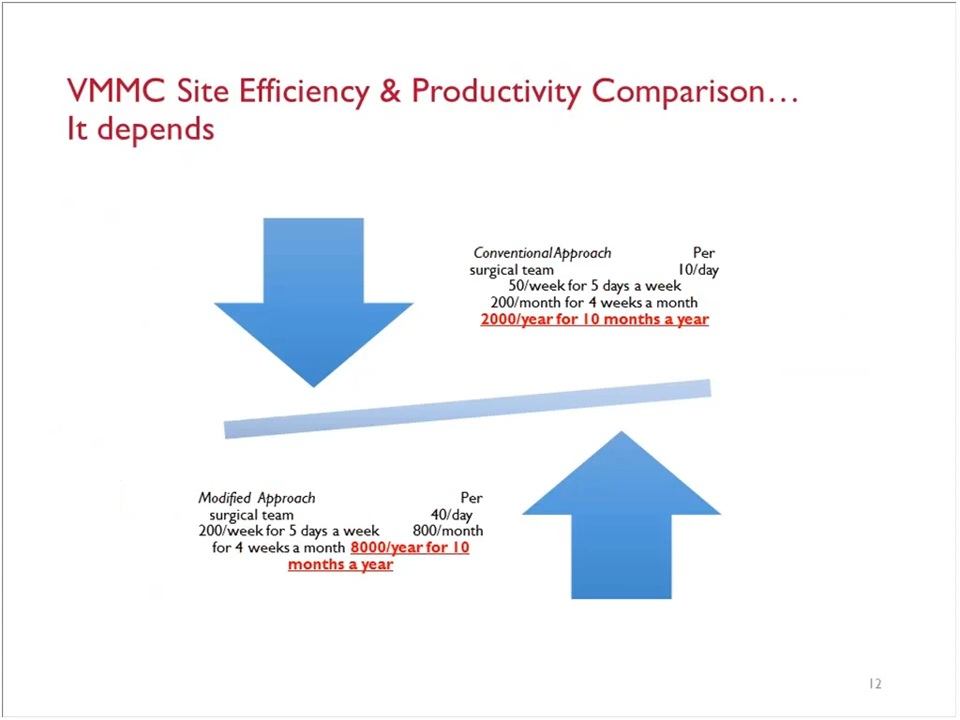 VMMC Site Efficiency & Productivity Comparison…
It depends
Conventional Approach Per
surgical team 10/day
50/week for 5 days a week
200/month for 4 weeks a month
2000/year for 10 months a year
Modified Approach Per
surgical team 40/day
200/week for 5 days a week 800/month
for 4 weeks a month 8000/year for 10
months a year
12